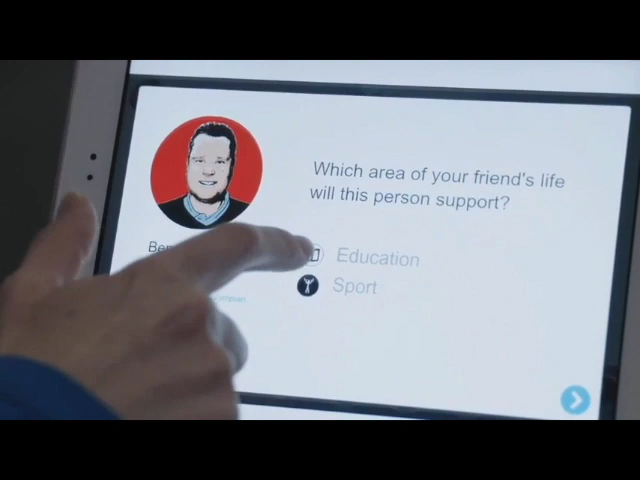 Which area of your friend's life
will this person support?
Education
Sport